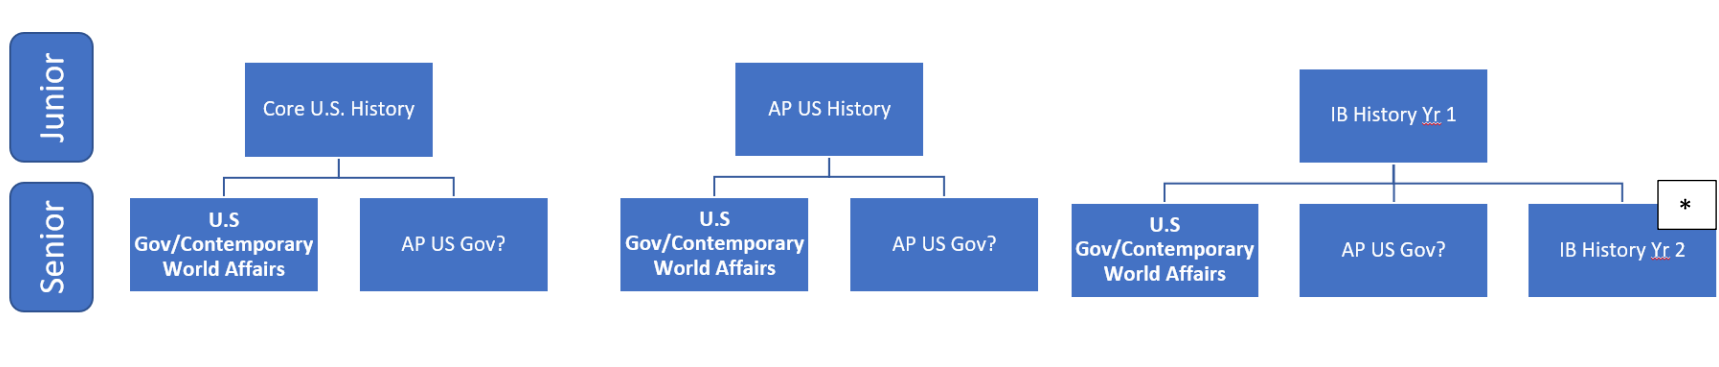 Junior
Core U.S. History
AP US History
IB History Yr 1
Senior
U.S
Gov/Contemporary
World Affairs
AP US Gov?
U.S
Gov/Contemporary
World Affairs
AP US Gov?
U.S
Gov/Contemporary
World Affairs
AP US Gov?
IB History Yr 2
*